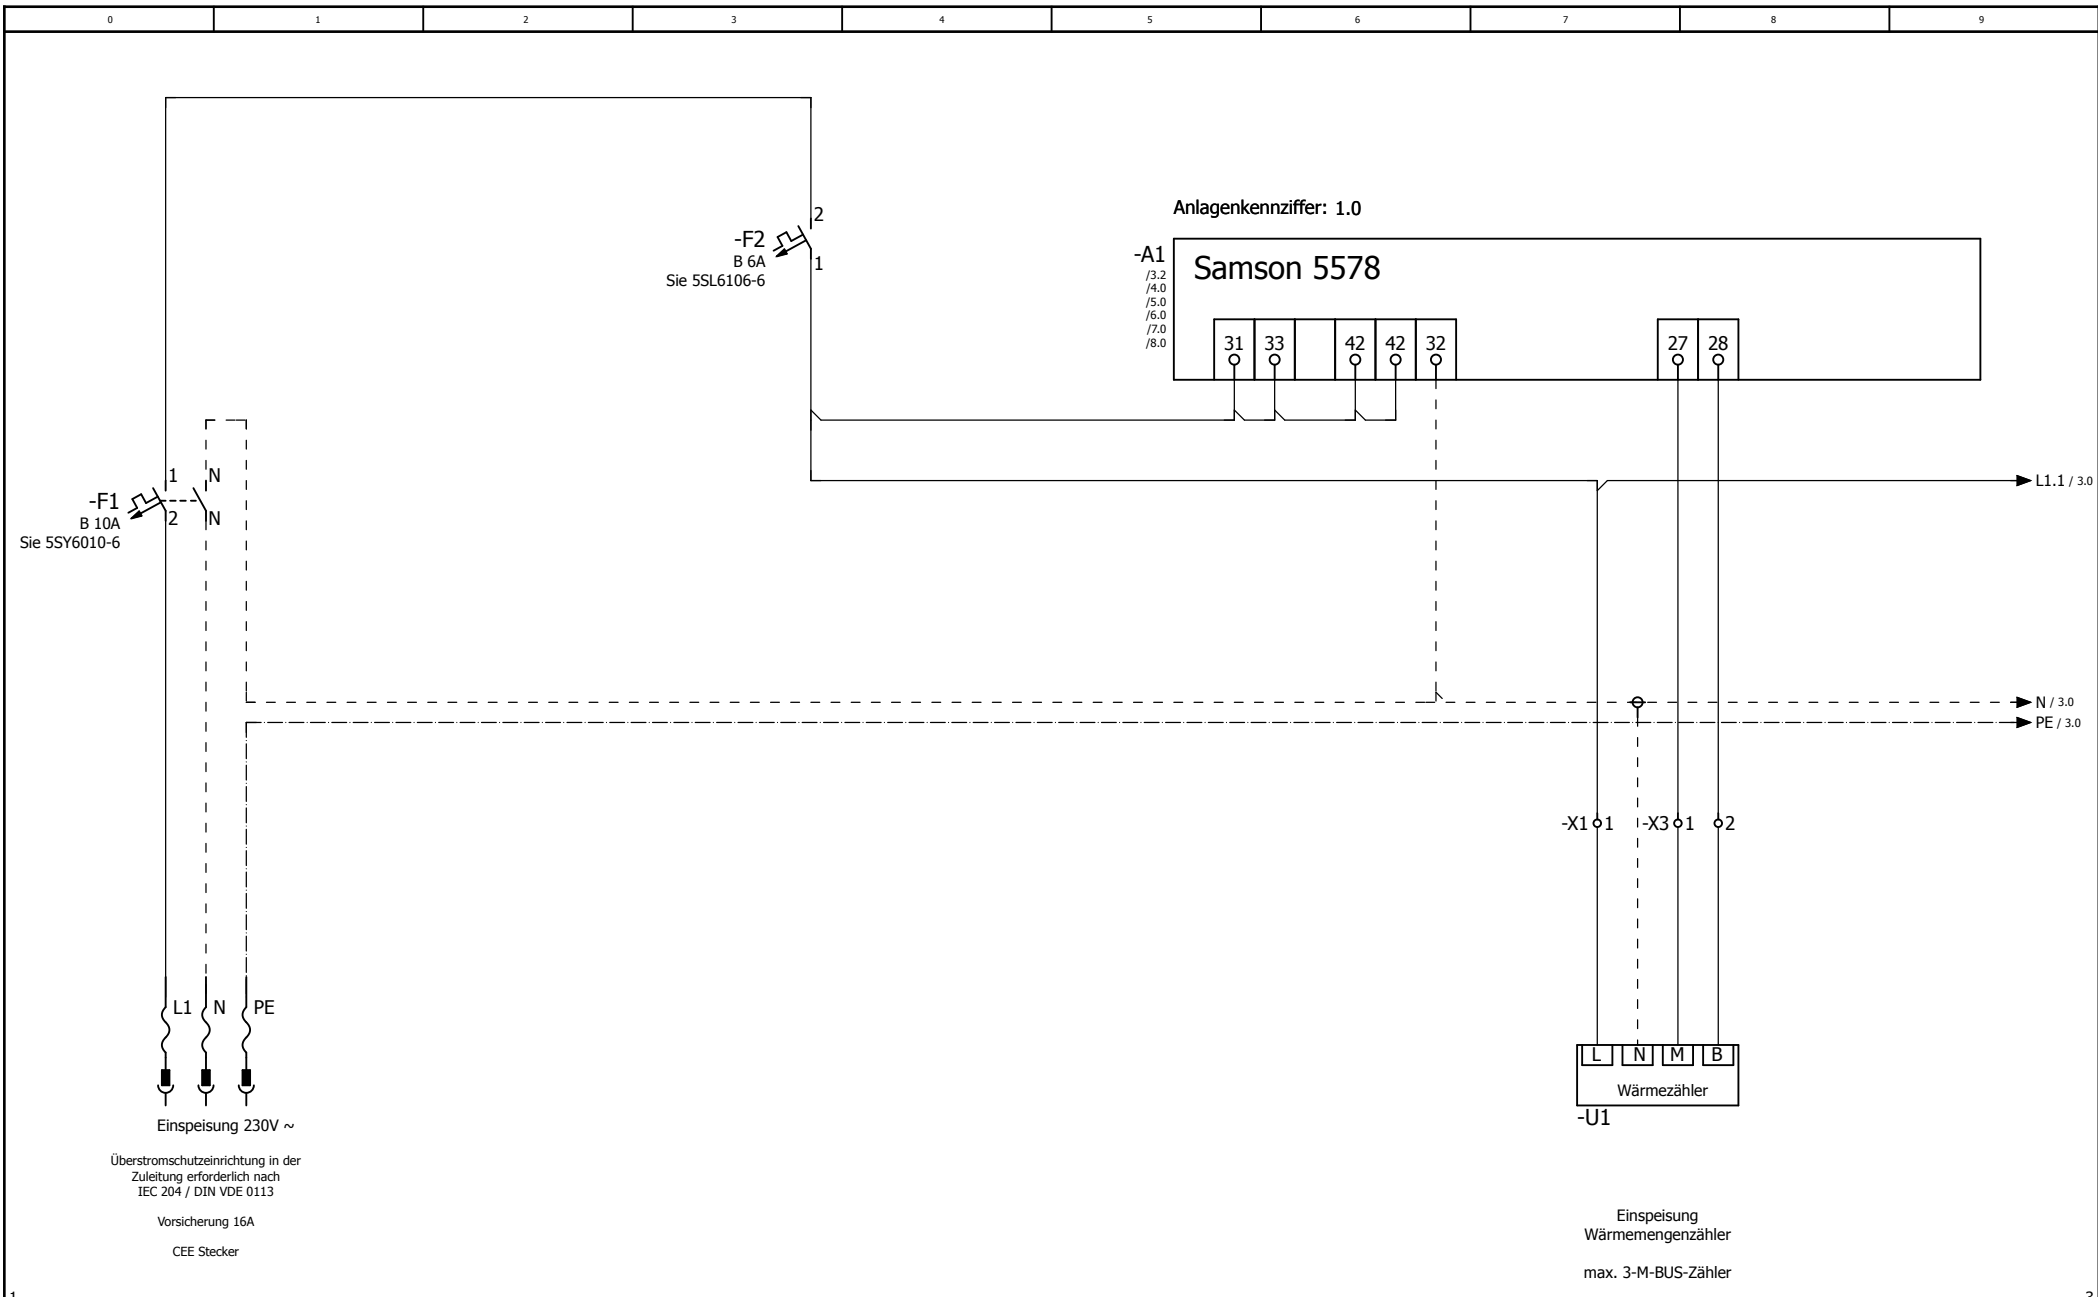 0 1 2 3 4 5 6 7 8 9
Anlagenkennziffer: 1.0
-F2
B 6A
Sie 5SL6106-6
2
1
-A1
/3.2
/4.0
/5.0
/6.0
/7.0
/8.0
Samson 5578
31 33 42 42 32 27 28
-F1
B 10A
Sie 5SY6010-6
1 N
2 N
L1.1 / 3.0
N / 3.0
PE / 3.0
-X1 1 -X3 1 2
L1 N PE
Einspeisung 230V ~
Überstromschutzeinrichtung in der
Zuleitung erforderlich nach
IEC 204 / DIN VDE 0113
Vorsicherung 16A
CEE Stecker
L N M B
Wärmezähler
-U1
Einspeisung
Wärmemengenzähler
max. 3-M-BUS-Zähler